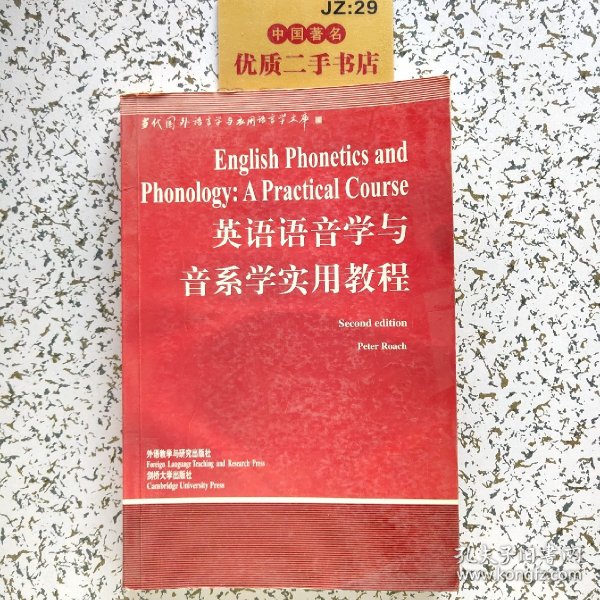 JZ:29
中国著名
优质二手书店
当代国外语言学与应用语言学文库
English Phonetics and
Phonology: A Practical Course
英语语音学与
音系学实用教程
Second edition
Peter Roach
外语教学与研究出版社
Foreign Language Teaching and Research Press
剑桥大学出版社
Cambridge University Press
孔夫子旧书网
www.kongfz.com